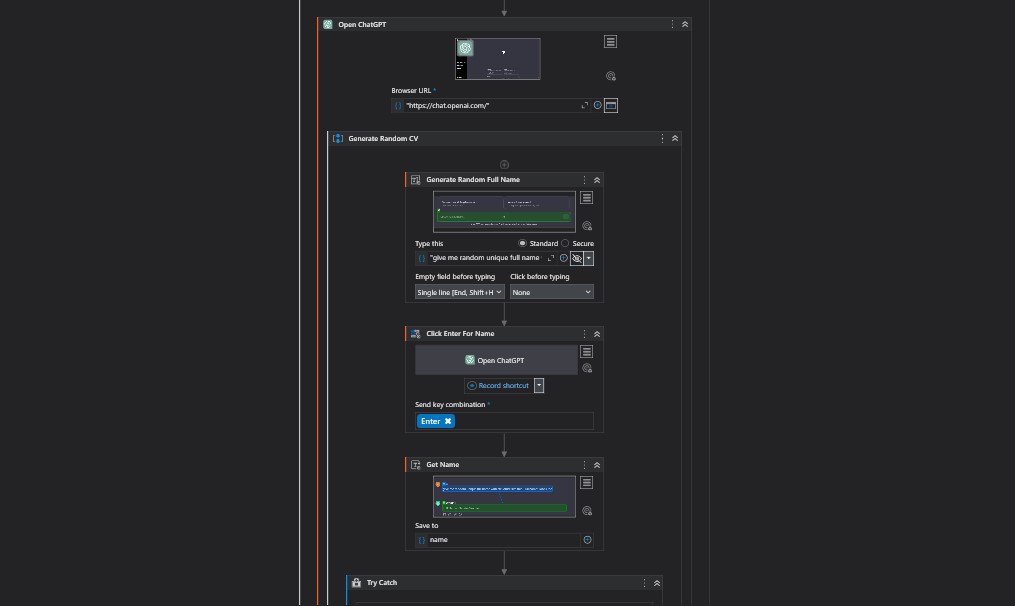 Open ChatGPT
Browser URL *
"https://chat.openai.com/"
Generate Random CV
Generate Random Full Name
Type this
Standard
Secure
"give me random unique full name
Empty field before typing
Click before typing
Single line [End, Shift+H
None
Click Enter For Name
Open ChatGPT
Record shortcut
Send key combination *
Enter
Get Name
Save to
name
Try Catch